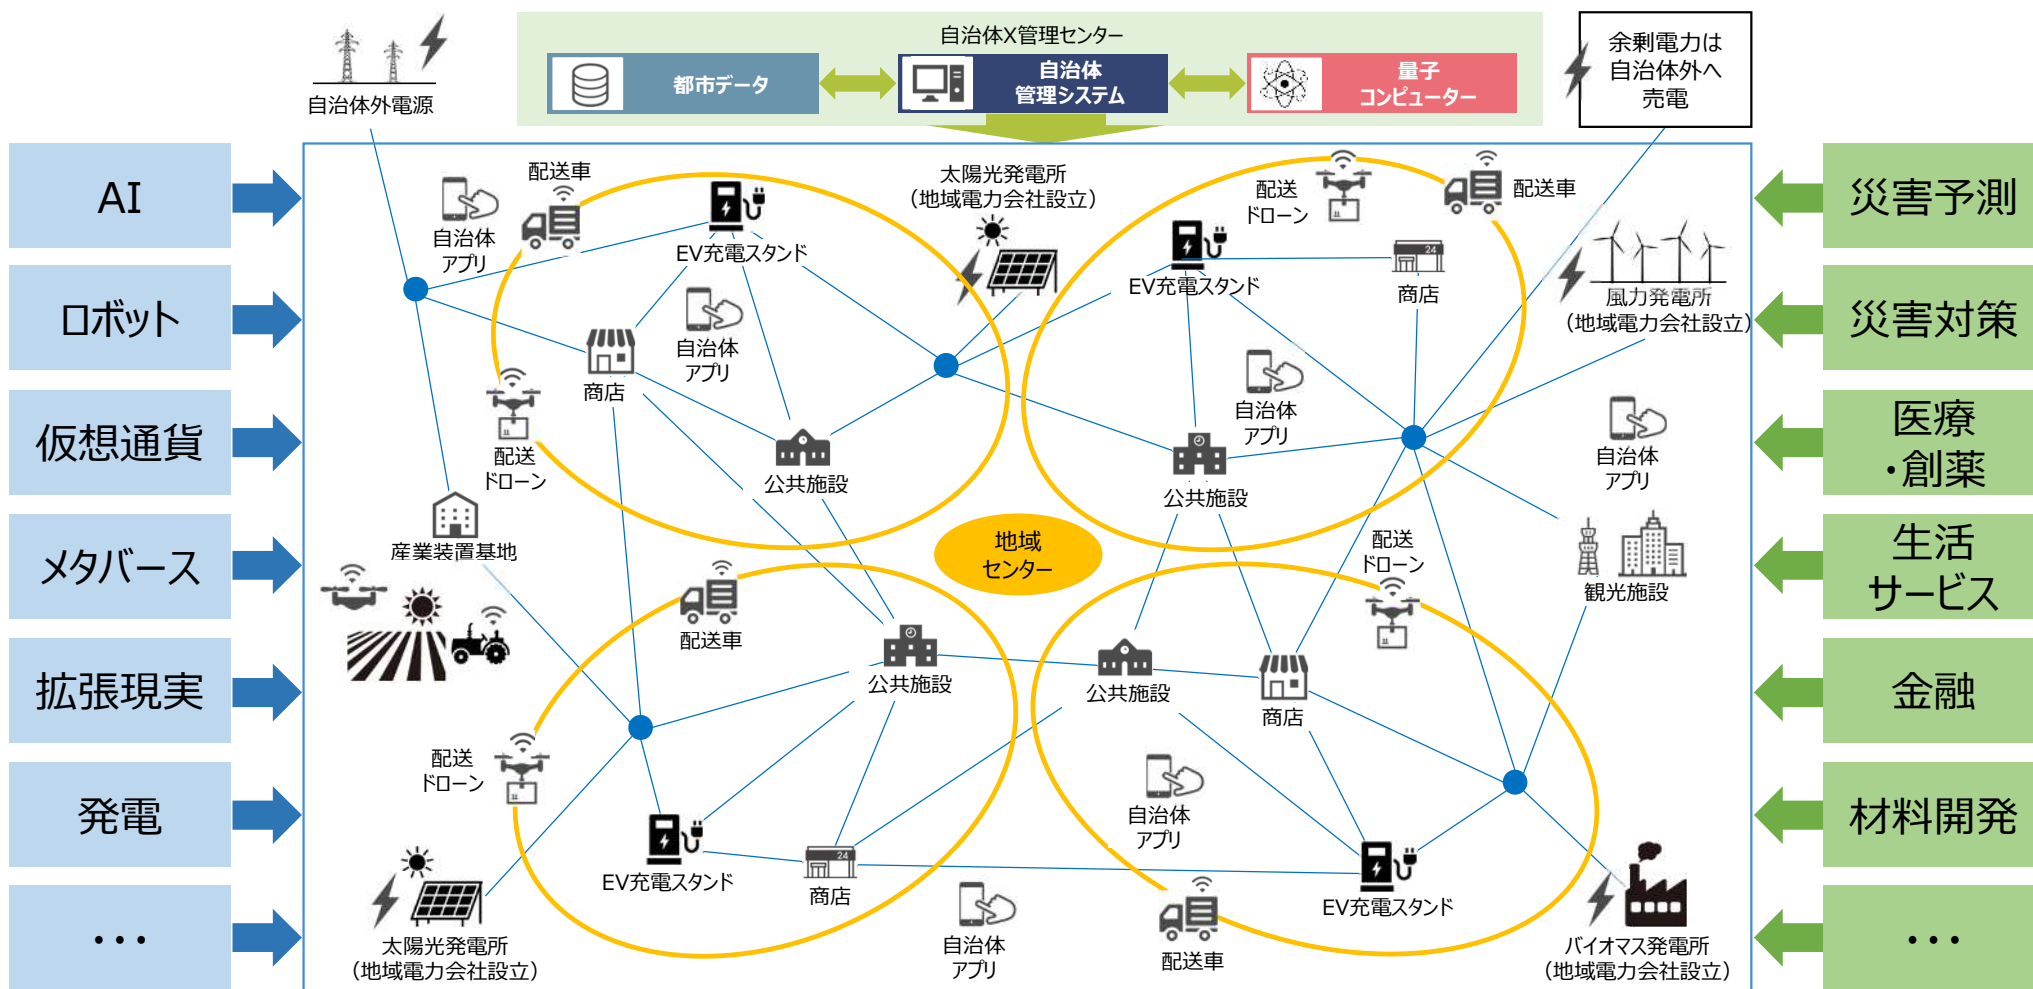 自治体X管理センター
都市データ
自治体
管理システム
量子
コンピューター
自治体外電源
余剰電力は
自治体外へ
売電
AI
ロボット
仮想通貨
メタバース
拡張現実
発電
・・・
災害予測
災害対策
医療
・創薬
生活
サービス
金融
材料開発
・・・
配送車
自治体
アプリ
EV充電スタンド
太陽光発電所
（地域電力会社設立）
配送
ドローン
配送車
EV充電スタンド
24
商店
風力発電所
（地域電力会社設立）
自治体
アプリ
商店
配送
ドローン
公共施設
自治体
アプリ
公共施設
自治体
アプリ
産業装置基地
地域
センター
配送
ドローン
観光施設
配送車
公共施設
公共施設
商店
配送
ドローン
自治体
アプリ
EV充電スタンド
24
商店
EV充電スタンド
太陽光発電所
（地域電力会社設立）
自治体
アプリ
配送車
バイオマス発電所
（地域電力会社設立）